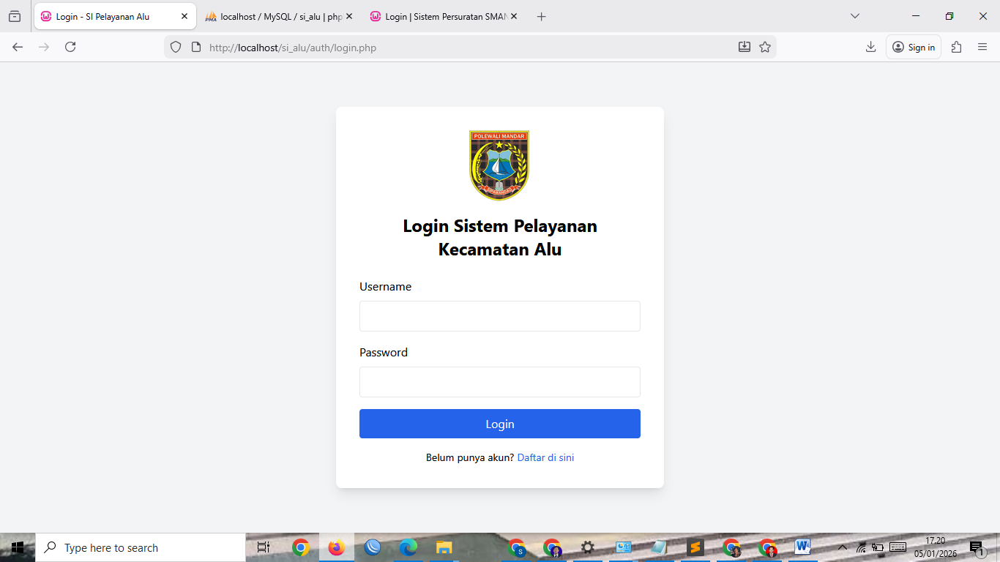 Login - SI Pelayanan Alu
localhost / MySQL / si_alu | php
Login | Sistem Persuratan SMAN
http://localhost/si_alu/auth/login.php
Sign in
POLEWALI MANDAR
SIPAMANDAQ
Login Sistem Pelayanan
Kecamatan Alu
Username
Password
Login
Belum punya akun? Daftar di sini
Type here to search
17.20
05/01/2026